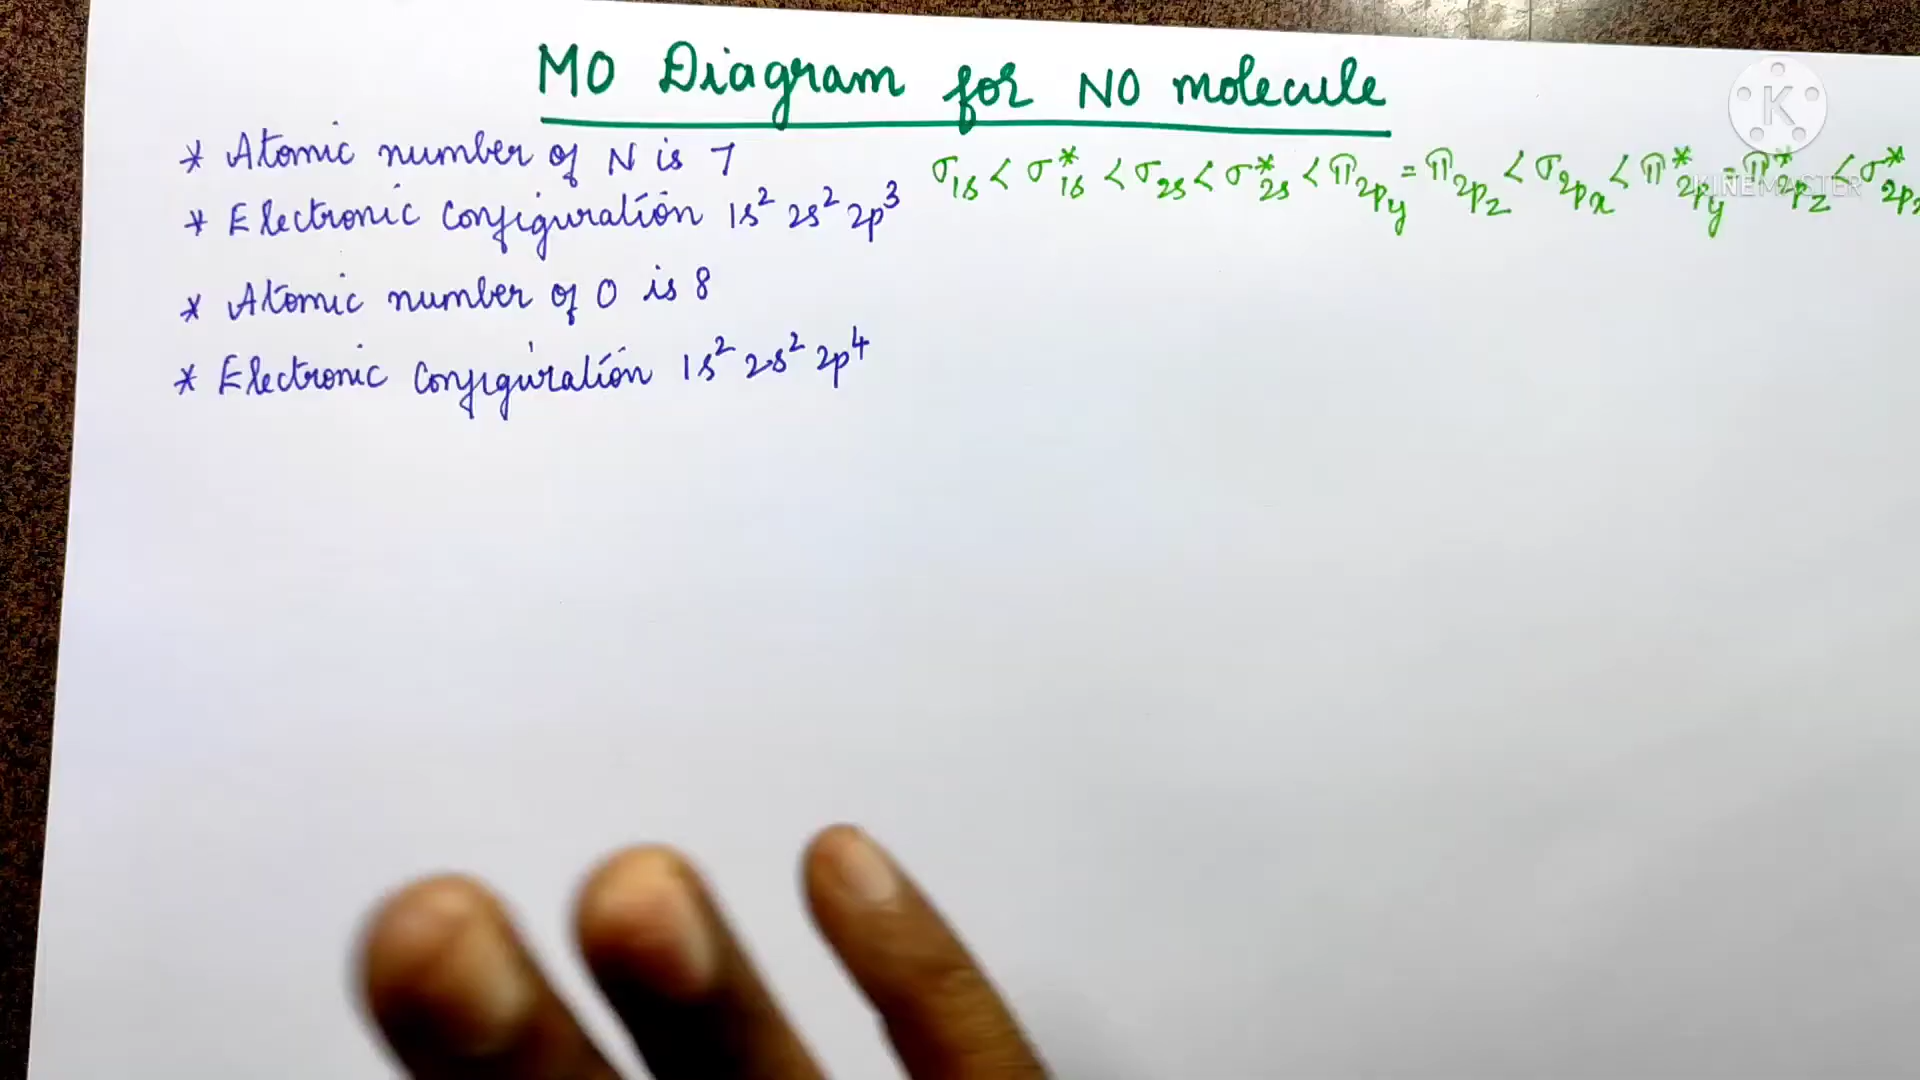 MO Diagram for NO molecule
* Atomic number of N is 7
σ1s < σ*1s < σ2s < σ*2s < π2py = π2pz < σ2px < π*2py = π*2pz < σ*2px
* Electronic Configuration 1s² 2s² 2p³
* Atomic number of O is 8
* Electronic Configuration 1s² 2s² 2p⁴
K
KINEMASTER